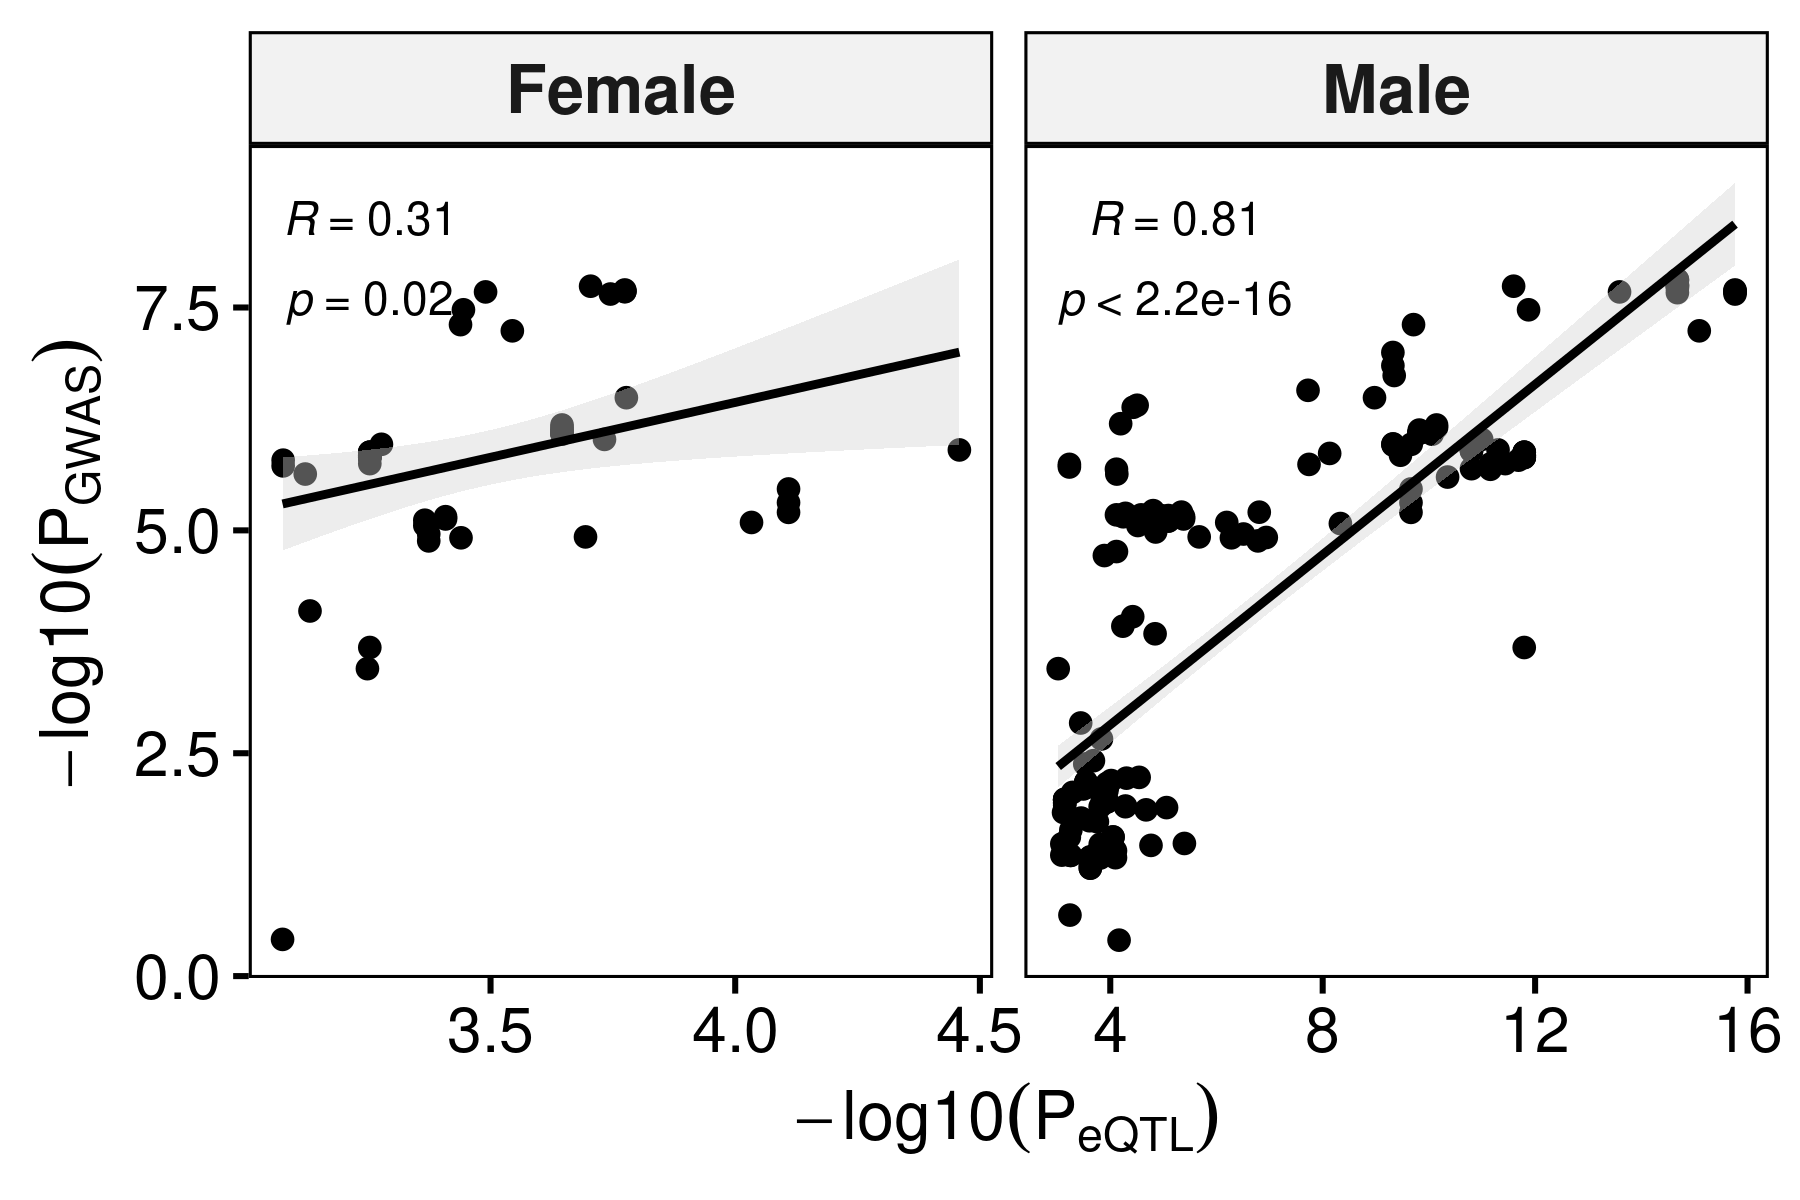 Female Male
R = 0.31
p = 0.02
R = 0.81
p < 2.2e-16
−log10(PGWAS)
7.5
5.0
2.5
0.0
3.5 4.0 4.5 4 8 12 16
−log10(PeQTL)